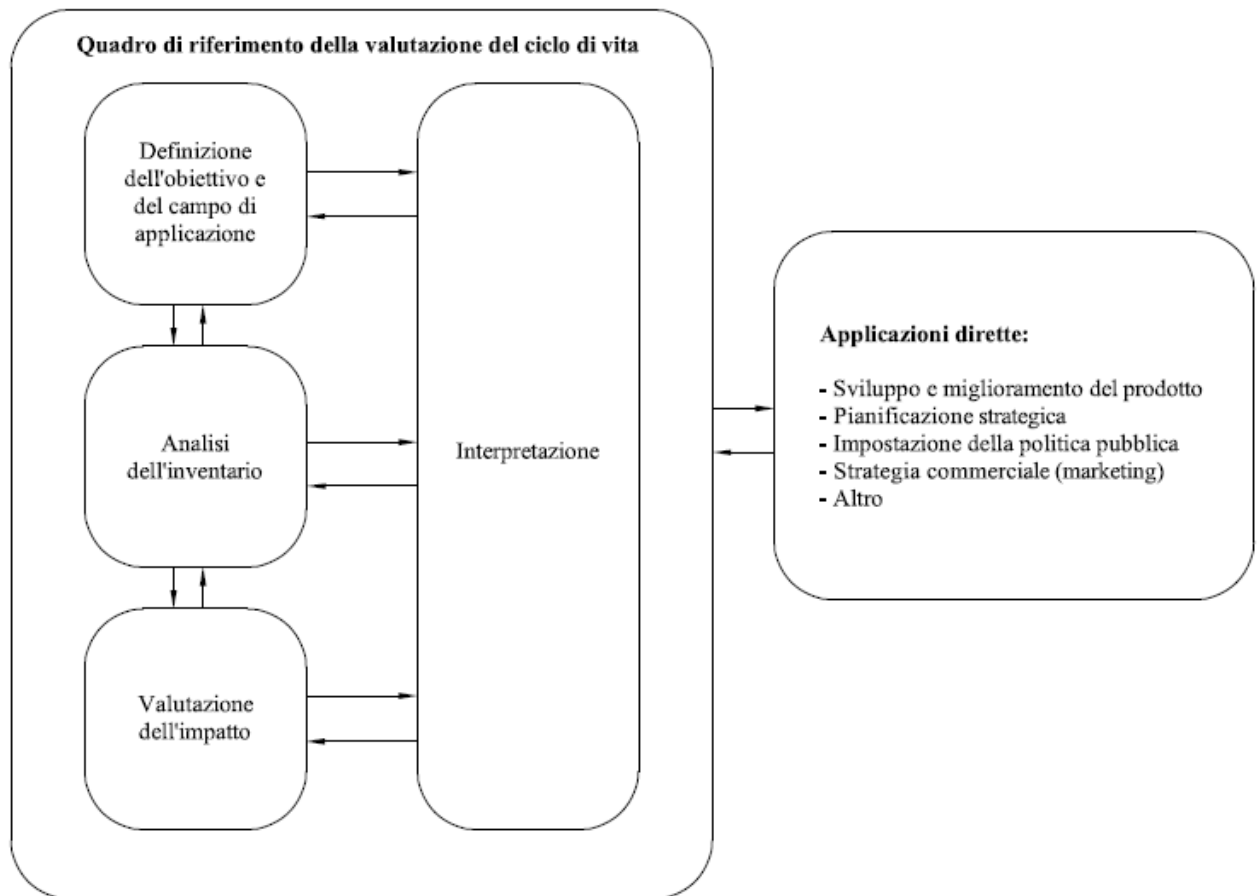 Quadro di riferimento della valutazione del ciclo di vita
Definizione
dell'obiettivo e
del campo di
applicazione
Analisi
dell'inventario
Valutazione
dell'impatto
Interpretazione
Applicazioni dirette:
- Sviluppo e miglioramento del prodotto
- Pianificazione strategica
- Impostazione della politica pubblica
- Strategia commerciale (marketing)
- Altro